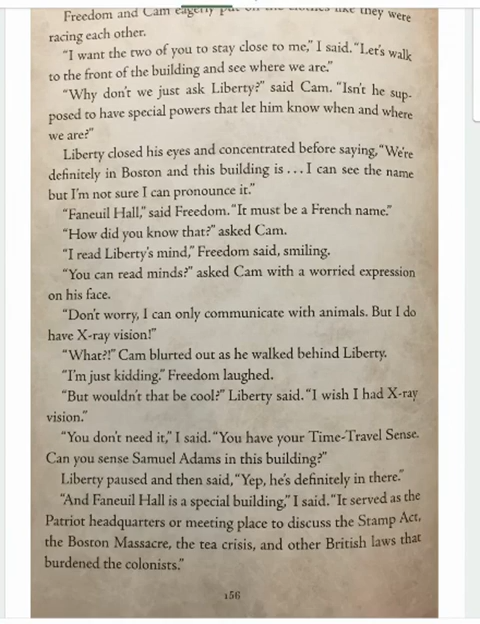 Freedom and Cam eagerly put on the clothes like they were
racing each other.
“I want the two of you to stay close to me,” I said. “Let’s walk
to the front of the building and see where we are.”
“Why don’t we just ask Liberty?” said Cam. “Isn’t he sup-
posed to have special powers that let him know when and where
we are?”
Liberty closed his eyes and concentrated before saying, “We’re
definitely in Boston and this building is . . . I can see the name
but I’m not sure I can pronounce it.”
“Faneuil Hall,” said Freedom. “It must be a French name.”
“How did you know that?” asked Cam.
“I read Liberty’s mind,” Freedom said, smiling.
“You can read minds?” asked Cam with a worried expression
on his face.
“Don’t worry, I can only communicate with animals. But I do
have X-ray vision!”
“What?!” Cam blurted out as he walked behind Liberty.
“I’m just kidding.” Freedom laughed.
“But wouldn’t that be cool?” Liberty said. “I wish I had X-ray
vision.”
“You don’t need it,” I said. “You have your Time-Travel Sense.
Can you sense Samuel Adams in this building?”
Liberty paused and then said, “Yep, he’s definitely in there.”
“And Faneuil Hall is a special building,” I said. “It served as the
Patriot headquarters or meeting place to discuss the Stamp Act,
the Boston Massacre, the tea crisis, and other British laws that
burdened the colonists.”
156